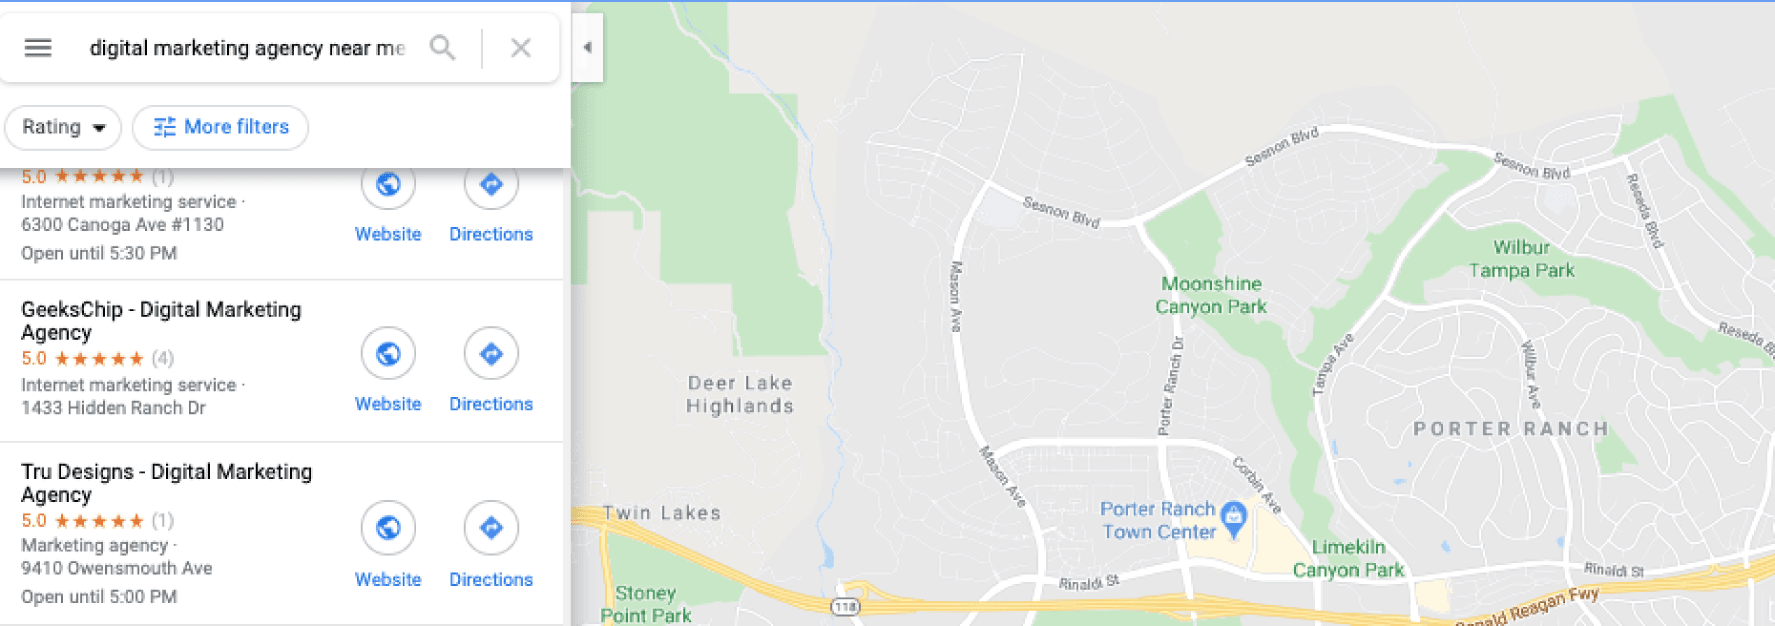 digital marketing agency near me
Rating
More filters
5.0 ★★★★★ (1)
Internet marketing service ·
6300 Canoga Ave #1130
Open until 5:30 PM
Website
Directions
GeeksChip - Digital Marketing
Agency
5.0 ★★★★★ (4)
Internet marketing service ·
1433 Hidden Ranch Dr
Website
Directions
Tru Designs - Digital Marketing
Agency
5.0 ★★★★★ (1)
Marketing agency ·
9410 Owensmouth Ave
Open until 5:00 PM
Website
Directions
Sesnon Blvd
Sesnon Blvd
Sesnon Blvd
Reseda Blvd
Wilbur
Tampa Park
Moonshine
Canyon Park
Mason Ave
Reseda B
Porter Ranch Dr
Tampa Ave
Wilbur Ave
Deer Lake
Highlands
PORTER RANCH
Mason Ave
Corbin Ave
Twin Lakes
Porter Ranch
Town Center
Limekiln
Canyon Park
Rinaldi St
Rinaldi St
Stoney
Point Park
118
onald Reagan Fwy